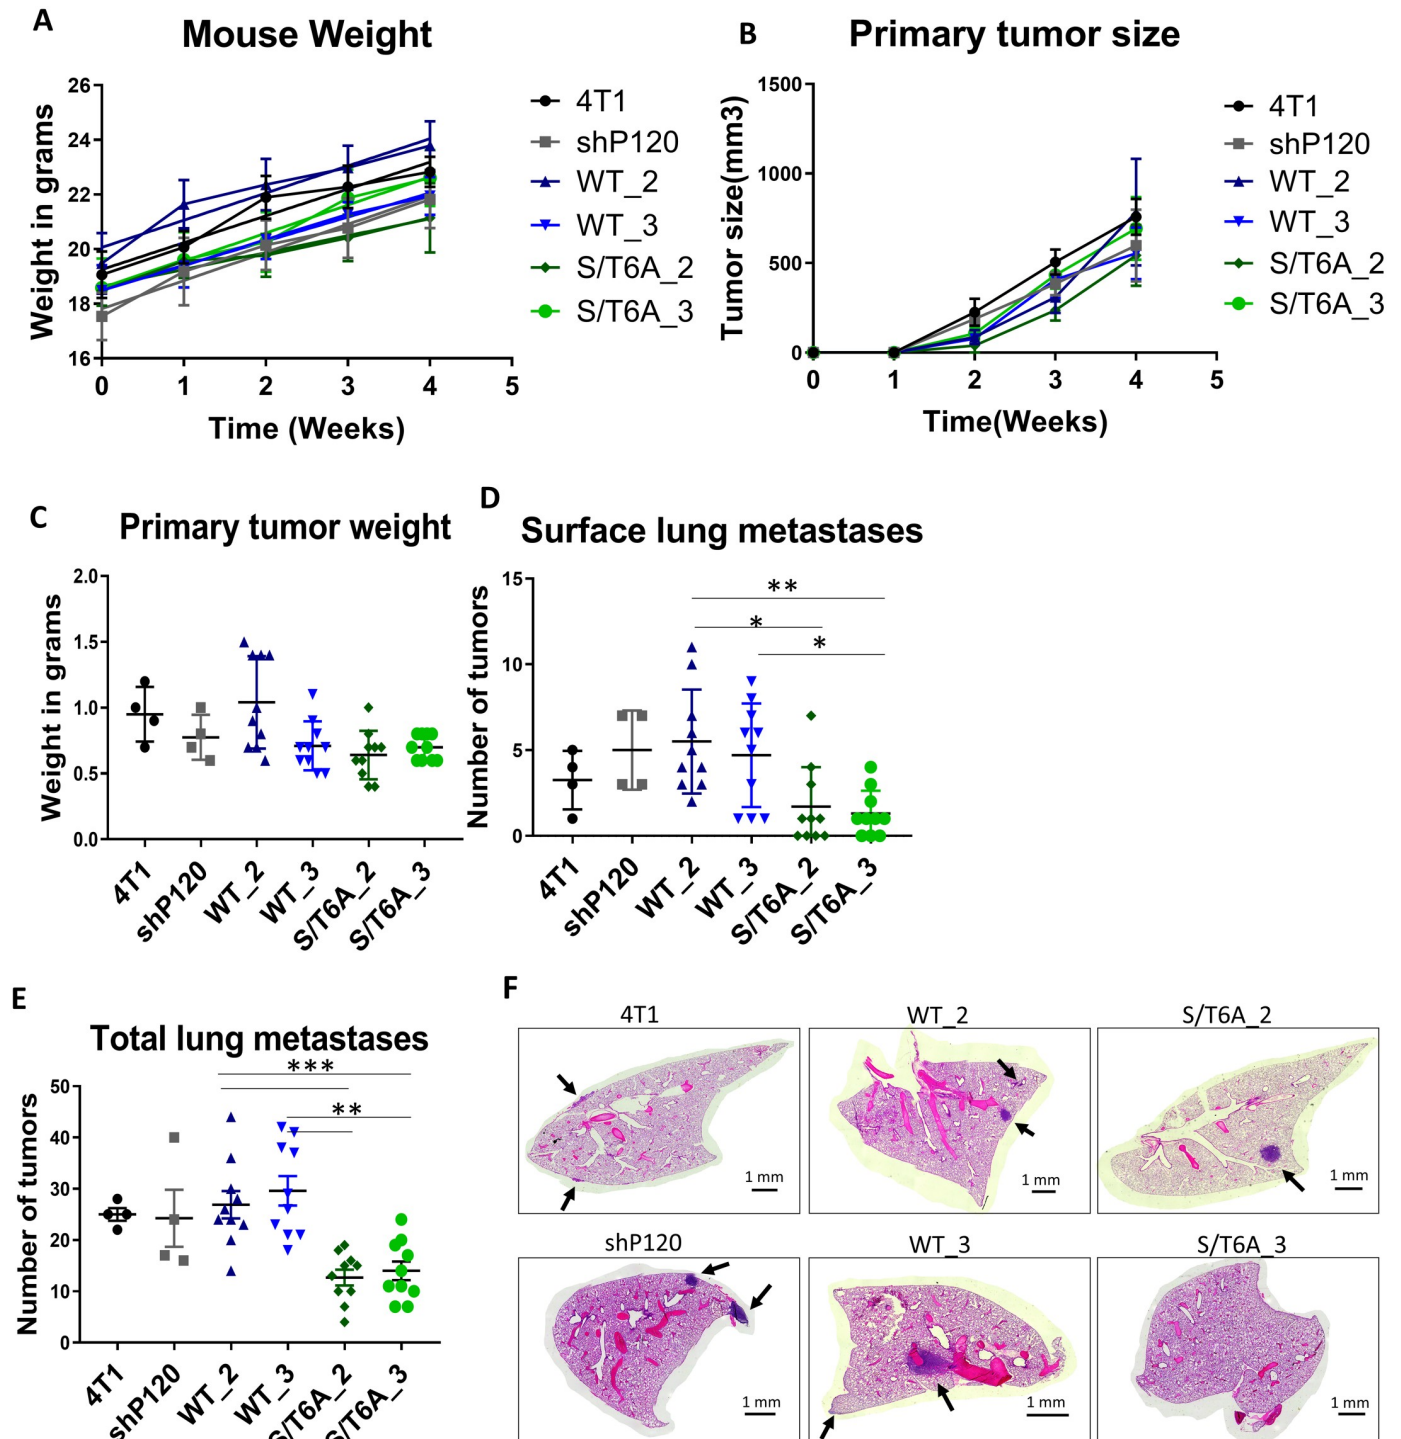 A
Mouse Weight
Weight in grams
26
24
22
20
18
16
0 1 2 3 4 5
Time (Weeks)
4T1
shP120
WT_2
WT_3
S/T6A_2
S/T6A_3
B
Primary tumor size
Tumor size(mm3)
1500
1000
500
0
0 1 2 3 4 5
Time(Weeks)
4T1
shP120
WT_2
WT_3
S/T6A_2
S/T6A_3
C
Primary tumor weight
Weight in grams
2.0
1.5
1.0
0.5
0.0
4T1
shP120
WT_2
WT_3
S/T6A_2
S/T6A_3
D
Surface lung metastases
Number of tumors
15
10
5
0
**
*
*
4T1
shP120
WT_2
WT_3
S/T6A_2
S/T6A_3
E
Total lung metastases
Number of tumors
50
40
30
20
10
0
***
**
4T1
shP120
WT_2
WT_3
S/T6A_2
S/T6A_3
F
4T1
1 mm
WT_2
1 mm
S/T6A_2
1 mm
shP120
1 mm
WT_3
1 mm
S/T6A_3
1 mm